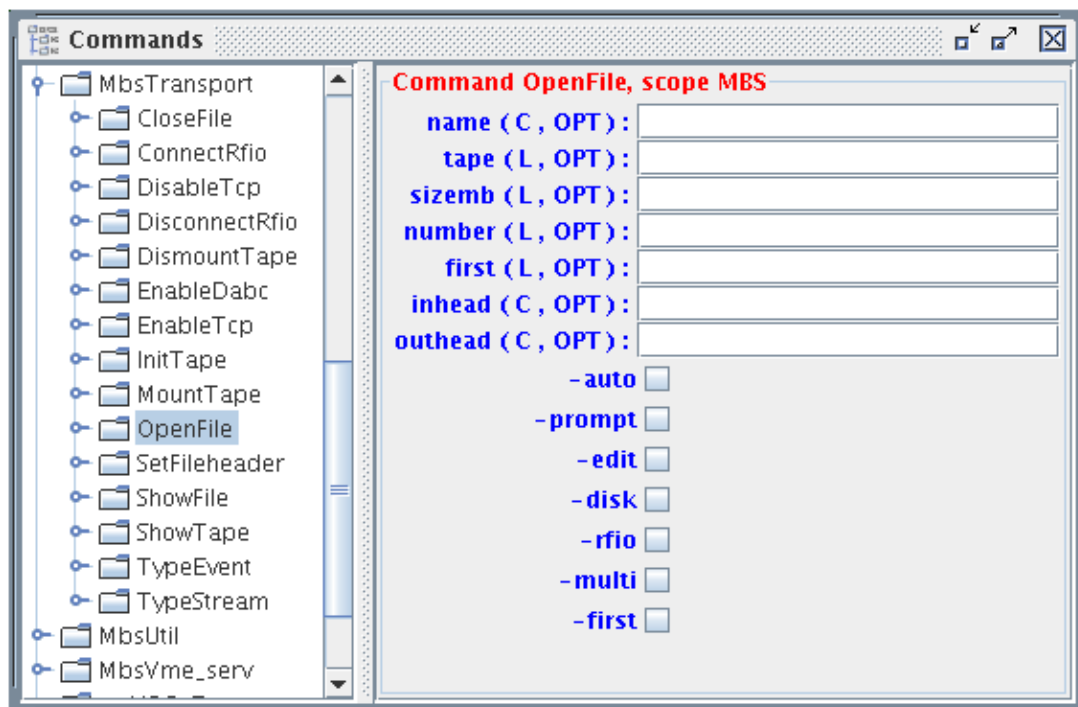 Commands
MbsTransport
CloseFile
ConnectRfio
DisableTcp
DisconnectRfio
DismountTape
EnableDabc
EnableTcp
InitTape
MountTape
OpenFile
SetFileheader
ShowFile
ShowTape
TypeEvent
TypeStream
MbsUtil
MbsVme_serv
Command OpenFile, scope MBS
name ( C , OPT ) :
tape ( L , OPT ) :
sizemb ( L , OPT ) :
number ( L , OPT ) :
first ( L , OPT ) :
inhead ( C , OPT ) :
outhead ( C , OPT ) :
-auto
-prompt
-edit
-disk
-rfio
-multi
-first